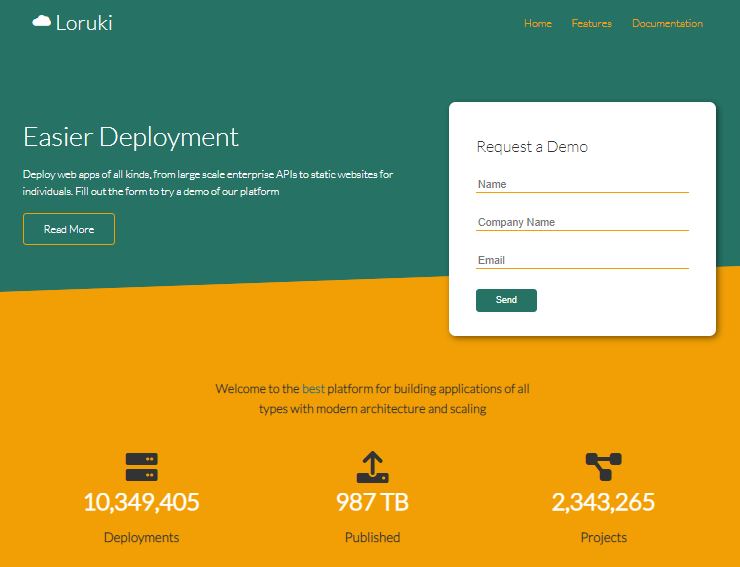 Loruki
Home Features Documentation
Easier Deployment
Deploy web apps of all kinds, from large scale enterprise APIs to static websites for
individuals. Fill out the form to try a demo of our platform
Read More
Request a Demo
Name
Company Name
Email
Send
Welcome to the best platform for building applications of all
types with modern architecture and scaling
10,349,405
Deployments
987 TB
Published
2,343,265
Projects